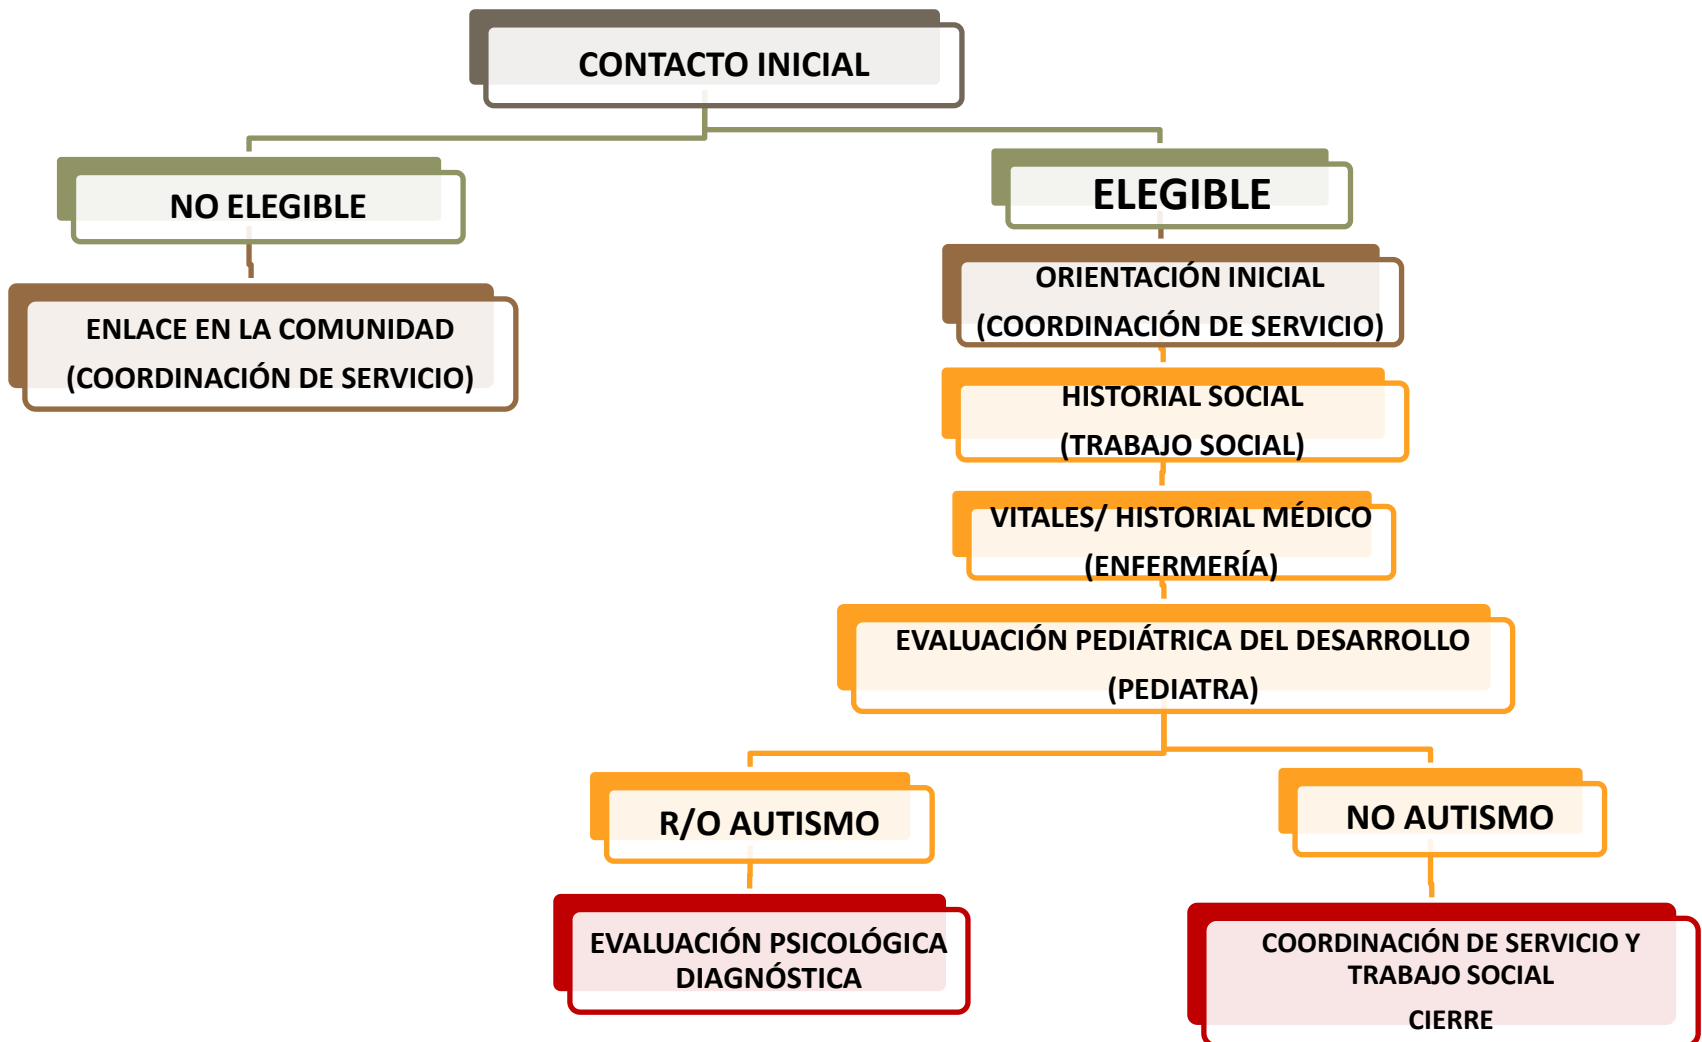 CONTACTO INICIAL
NO ELEGIBLE
ELEGIBLE
ENLACE EN LA COMUNIDAD
(COORDINACIÓN DE SERVICIO)
ORIENTACIÓN INICIAL
(COORDINACIÓN DE SERVICIO)
HISTORIAL SOCIAL
(TRABAJO SOCIAL)
VITALES/ HISTORIAL MÉDICO
(ENFERMERÍA)
EVALUACIÓN PEDIÁTRICA DEL DESARROLLO
(PEDIATRA)
R/O AUTISMO
NO AUTISMO
EVALUACIÓN PSICOLÓGICA
DIAGNÓSTICA
COORDINACIÓN DE SERVICIO Y
TRABAJO SOCIAL
CIERRE